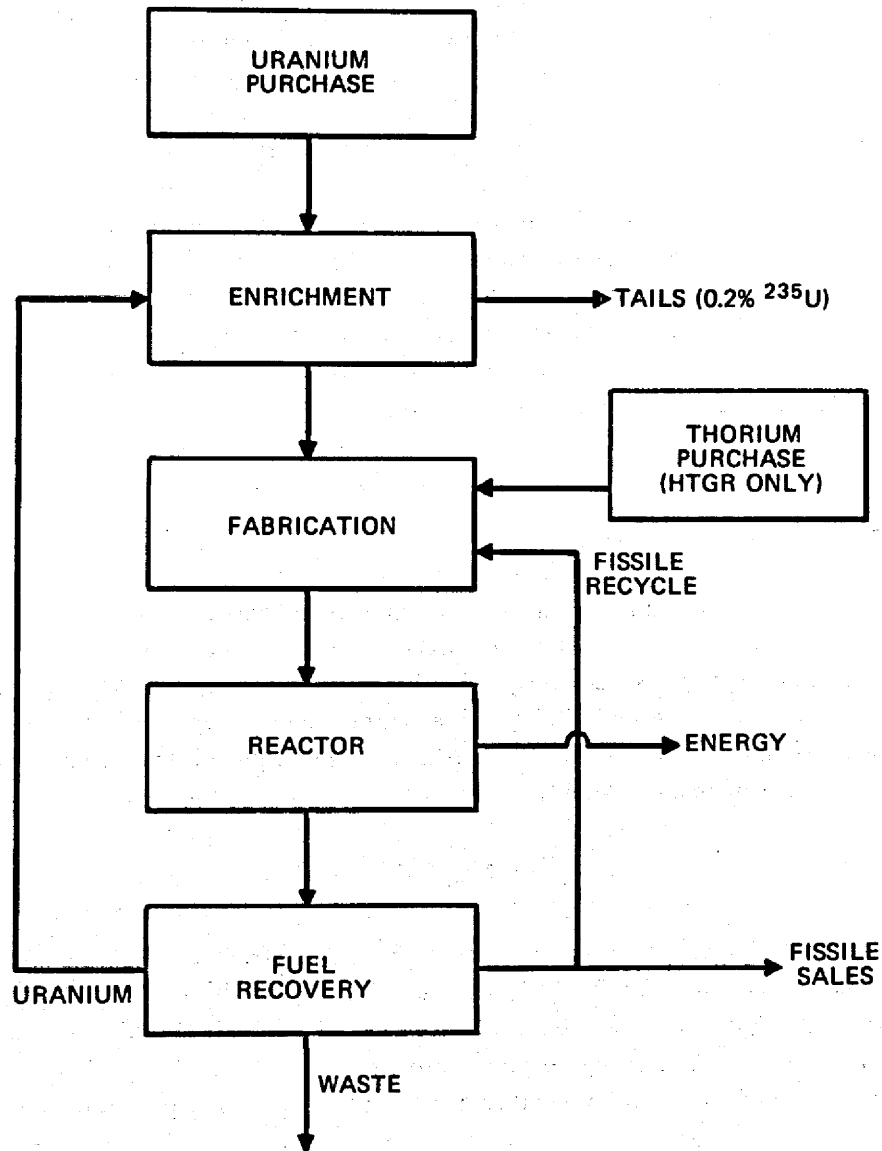 URANIUM
PURCHASE
ENRICHMENT
TAILS (0.2% ²³⁵U)
THORIUM
PURCHASE
(HTGR ONLY)
FABRICATION
FISSILE
RECYCLE
REACTOR
ENERGY
FUEL
RECOVERY
FISSILE
SALES
URANIUM
WASTE